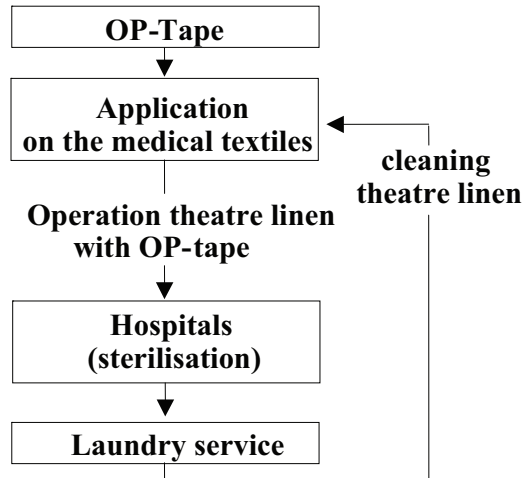 OP-Tape
Application
on the medical textiles
cleaning
theatre linen
Operation theatre linen
with OP-tape
Hospitals
(sterilisation)
Laundry service